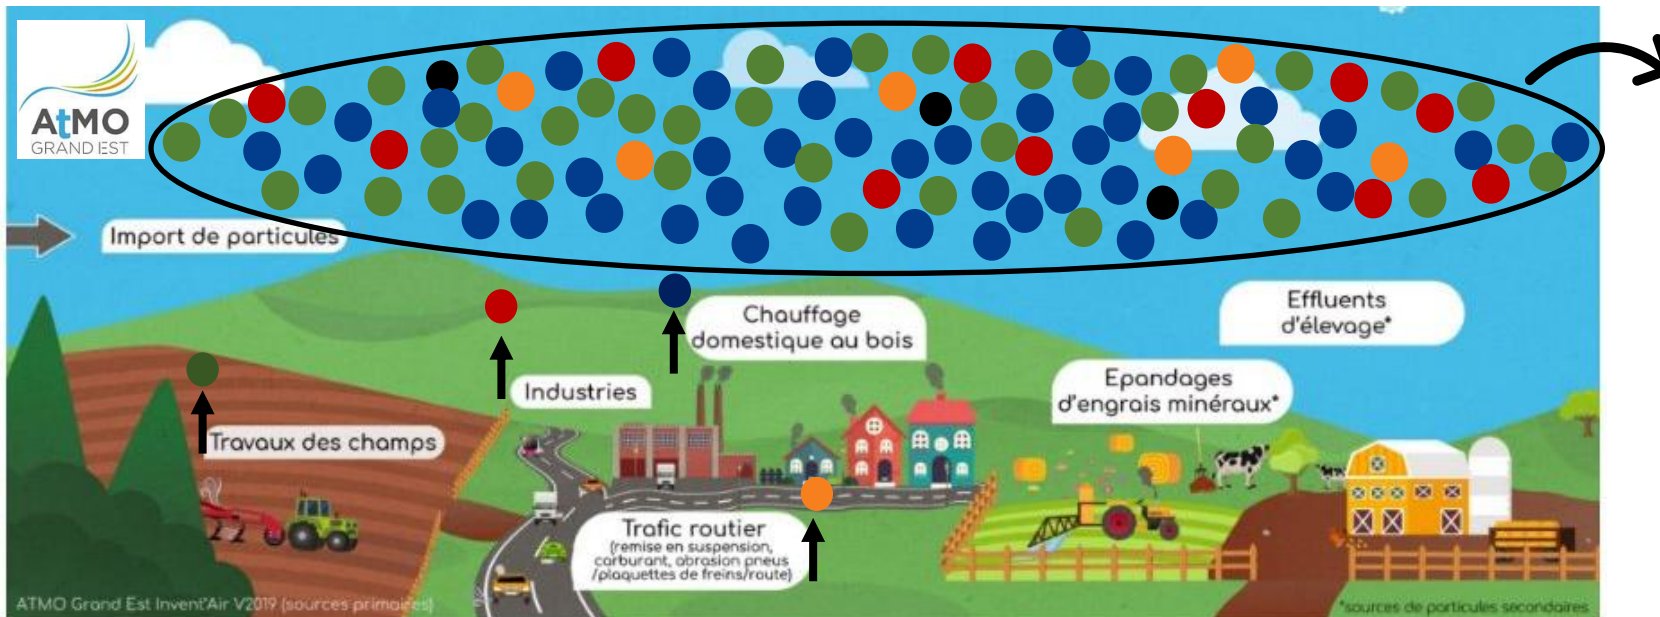 AtMO
GRAND EST
Import de particules
Chauffage
domestique au bois
Effluents
d'élevage*
Industries
Epandages
d'engrais minéraux*
Travaux des champs
Trafic routier
(remise en suspension,
carburant, abrasion pneus
/plaquettes de freins/route)
ATMO Grand Est Invent'Air V2019 (sources primaires)
*sources de particules secondaires